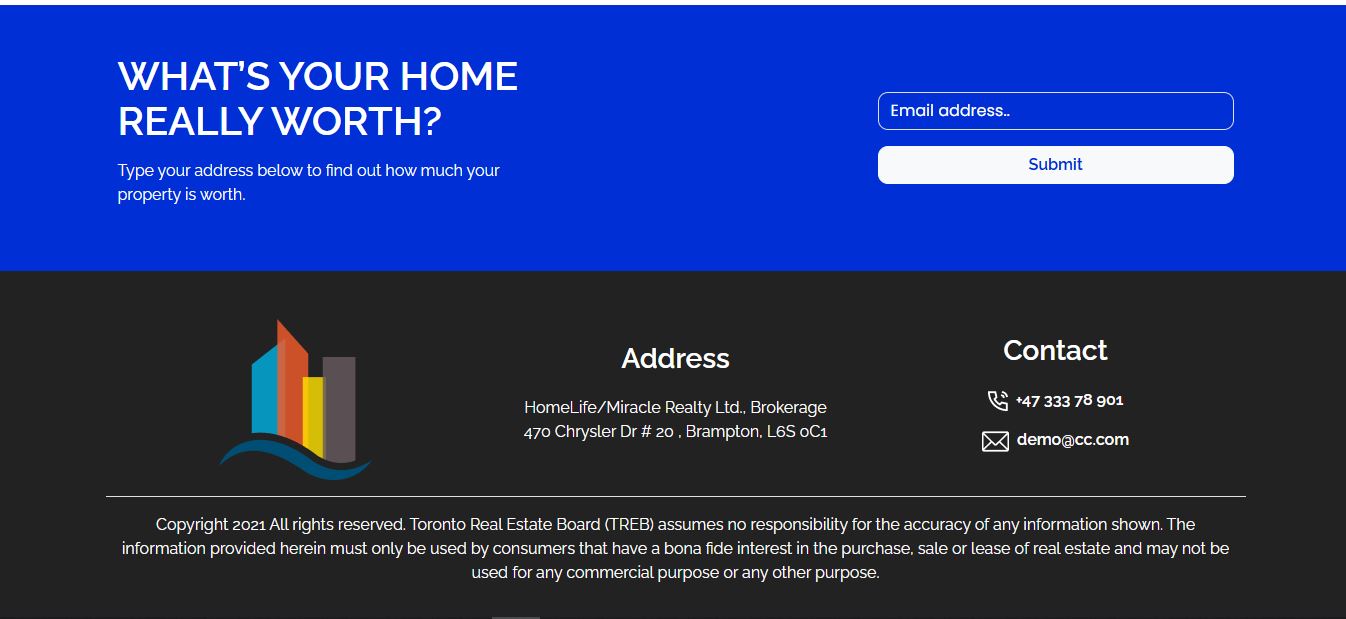 WHAT'S YOUR HOME
REALLY WORTH?
Type your address below to find out how much your
property is worth.
Email address..
Submit
Address
HomeLife/Miracle Realty Ltd., Brokerage
470 Chrysler Dr # 20 , Brampton, L6S 0C1
Contact
+47 333 78 901
demo@cc.com
Copyright 2021 All rights reserved. Toronto Real Estate Board (TREB) assumes no responsibility for the accuracy of any information shown. The
information provided herein must only be used by consumers that have a bona fide interest in the purchase, sale or lease of real estate and may not be
used for any commercial purpose or any other purpose.